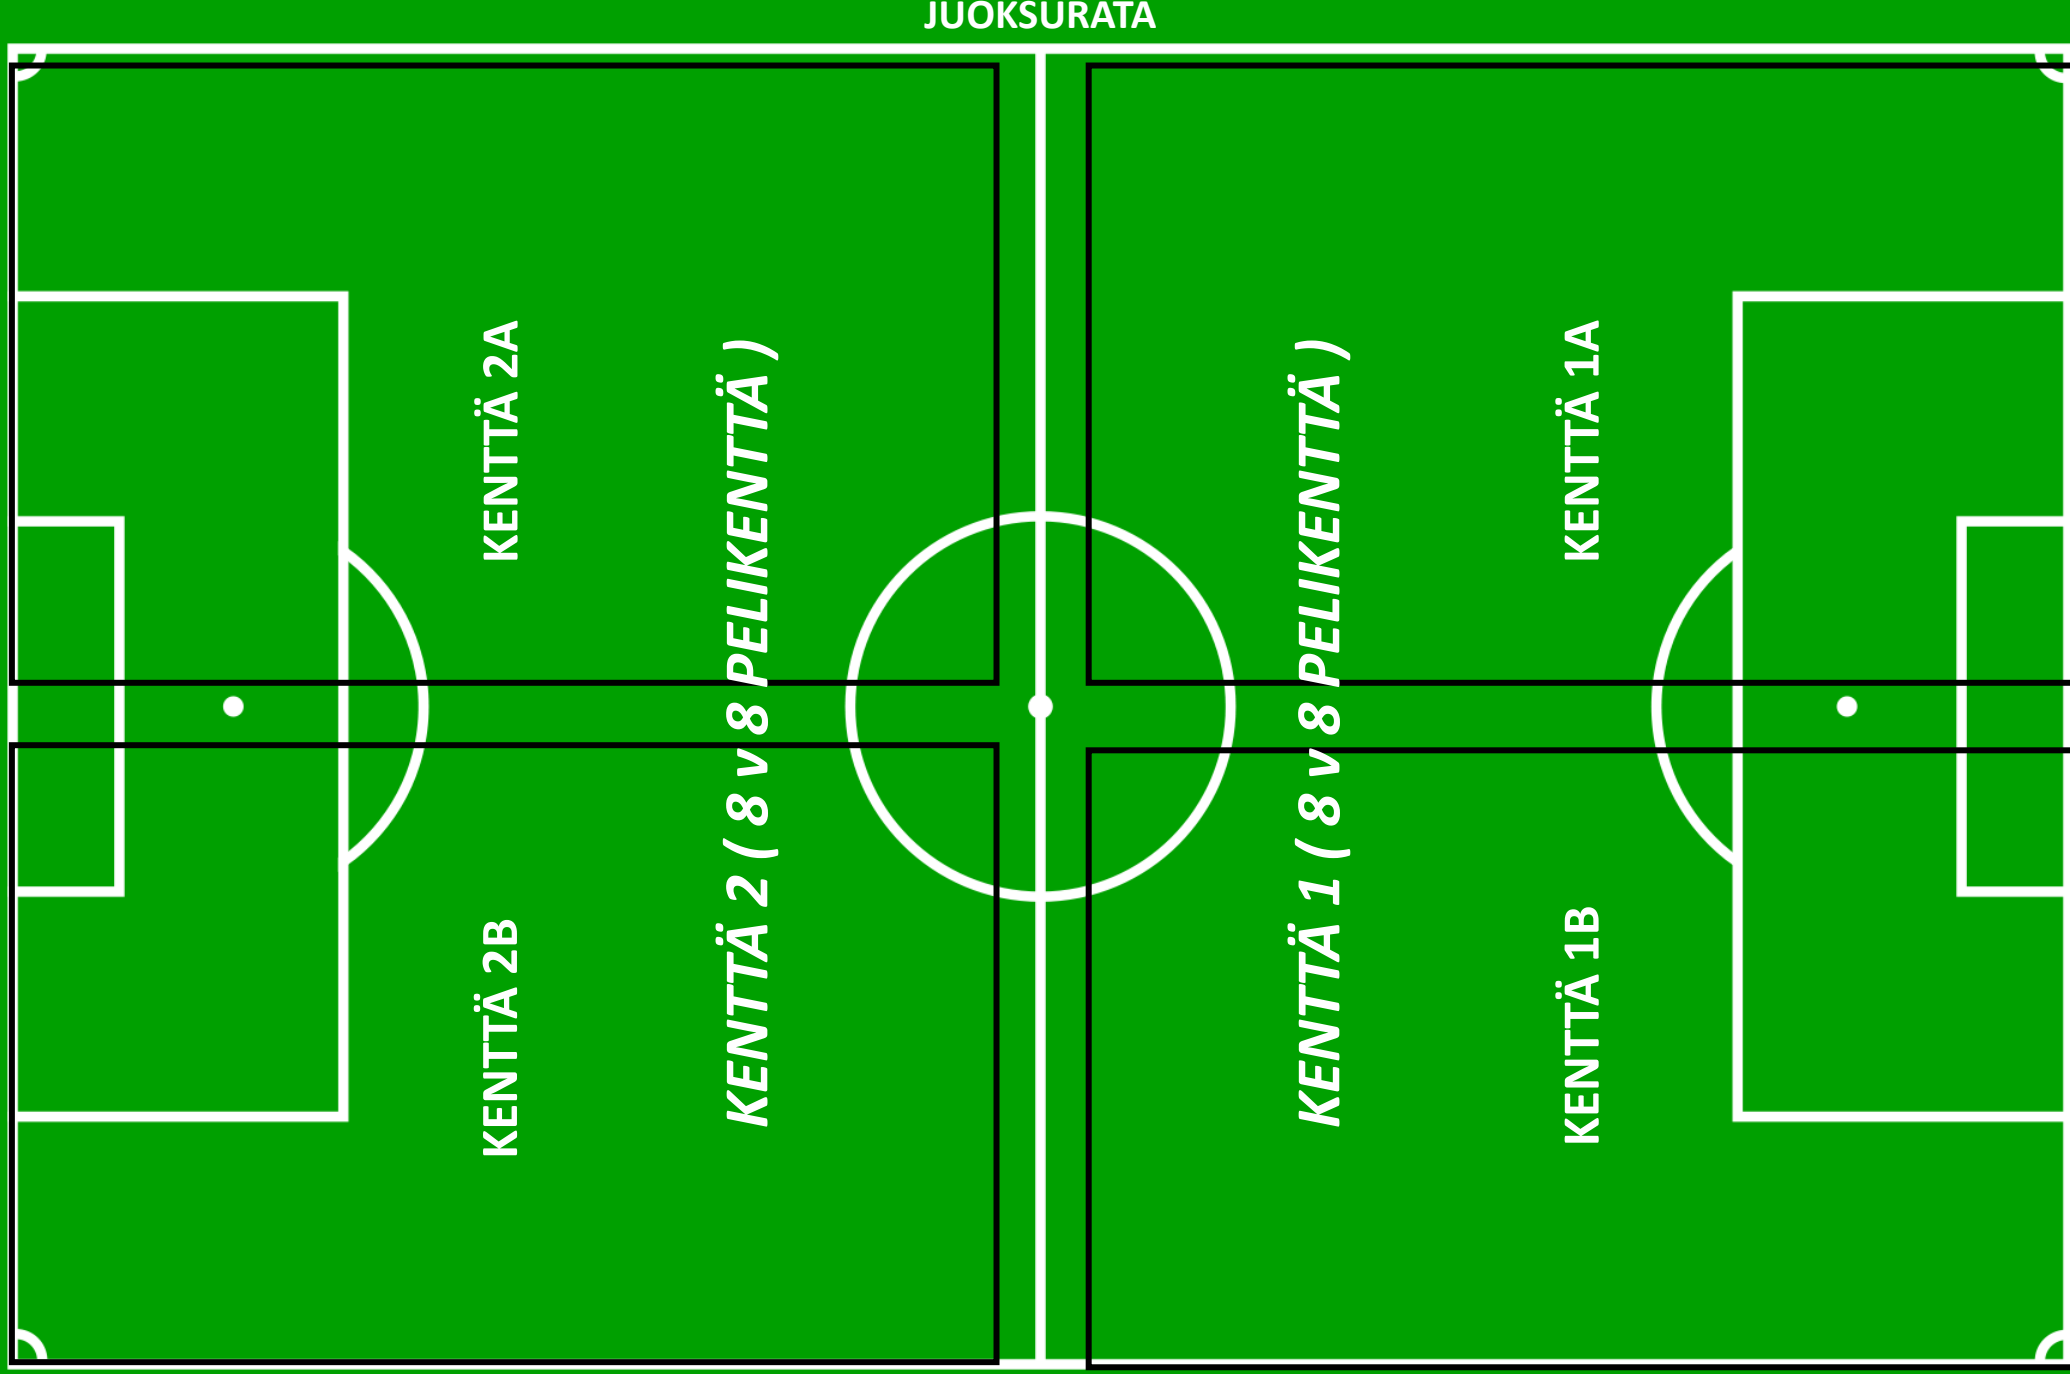 JUOKSURATA
KENTTÄ 2A
KENTTÄ 2B
KENTTÄ 2 ( 8 v 8 PELIKENTTÄ )
KENTTÄ 1 ( 8 v 8 PELIKENTTÄ )
KENTTÄ 1A
KENTTÄ 1B